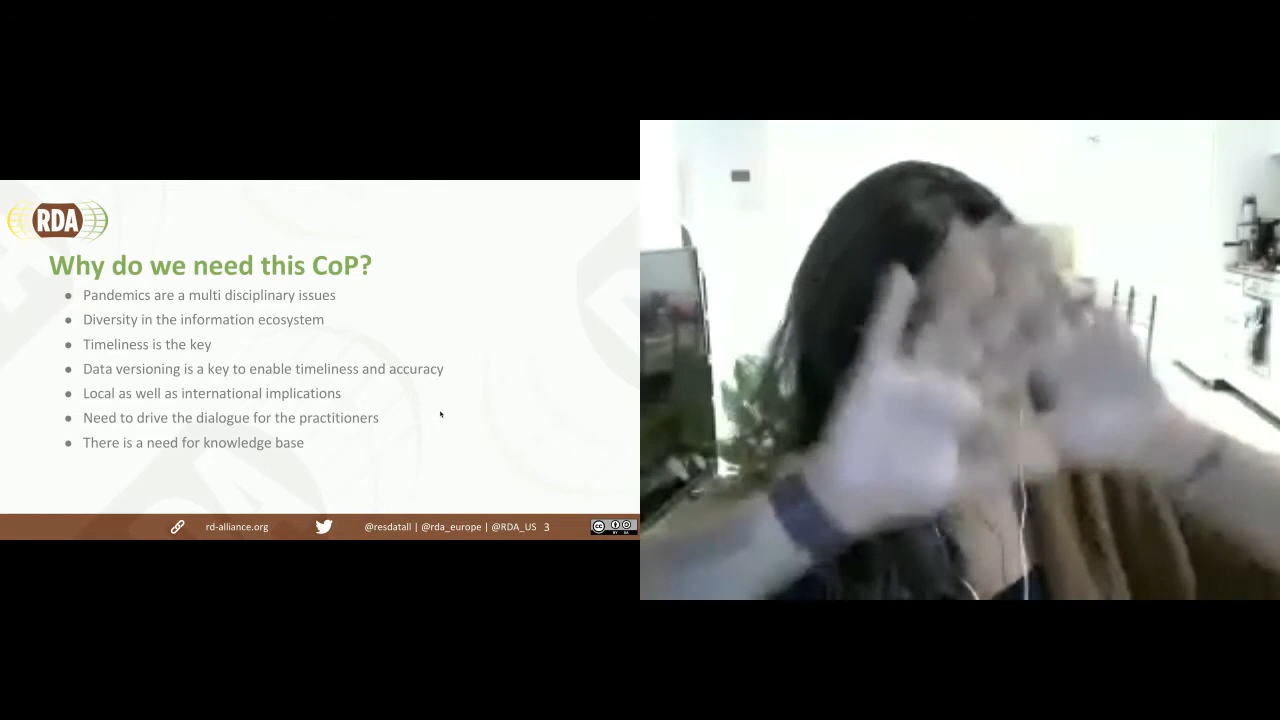 RDA
Why do we need this CoP?
● Pandemics are a multi disciplinary issues
● Diversity in the information ecosystem
● Timeliness is the key
● Data versioning is a key to enable timeliness and accuracy
● Local as well as international implications
● Need to drive the dialogue for the practitioners
● There is a need for knowledge base
rd-alliance.org @resdatall | @rda_europe | @RDA_US 3